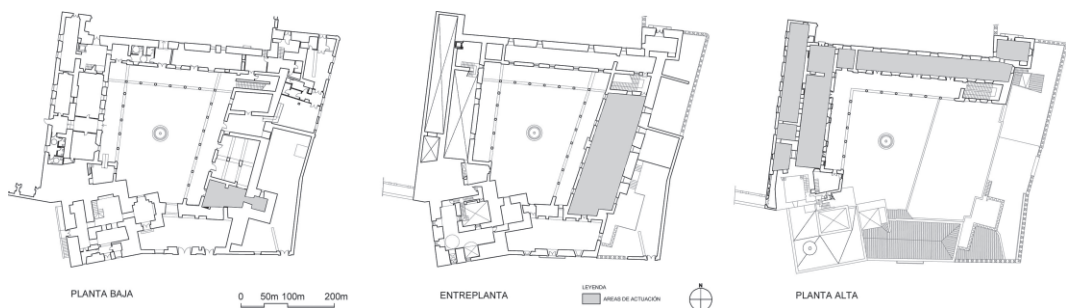 PLANTA BAJA
0 50m 100m 200m
ENTREPLANTA
LEYENDA
AREAS DE ACTUACIÓN
N
PLANTA ALTA